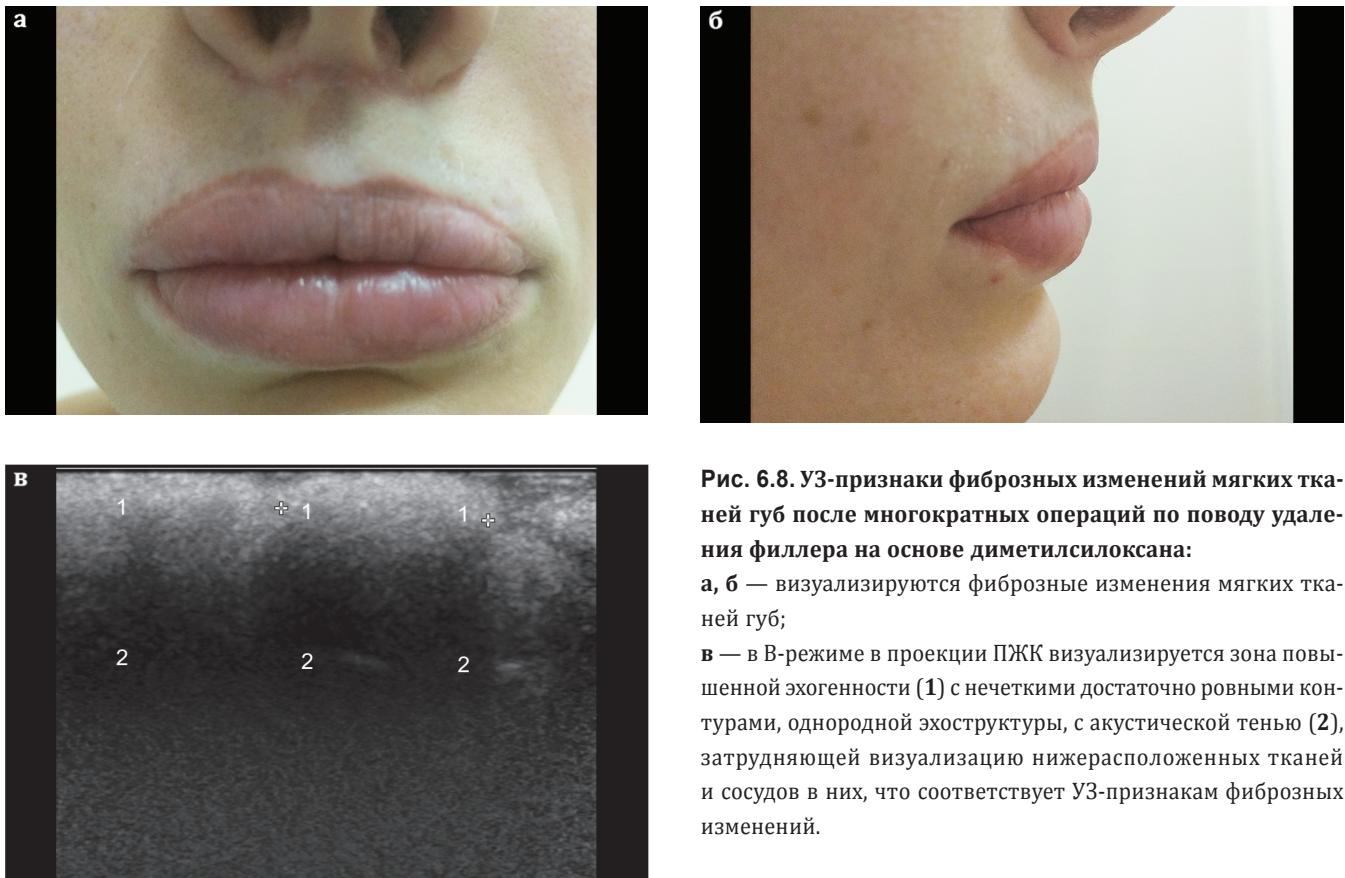 а
б
в
1 1 1
2 2 2
Рис. 6.8. УЗ-признаки фиброзных изменений мягких тка-
ней губ после многократных операций по поводу удале-
ния филлера на основе диметилсилоксана:
а, б — визуализируются фиброзные изменения мягких тка-
ней губ;
в — в В-режиме в проекции ПЖК визуализируется зона повы-
шенной эхогенности (1) с нечеткими достаточно ровными кон-
турами, однородной эхоструктуры, с акустической тенью (2),
затрудняющей визуализацию нижерасположенных тканей
и сосудов в них, что соответствует УЗ-признакам фиброзных
изменений.